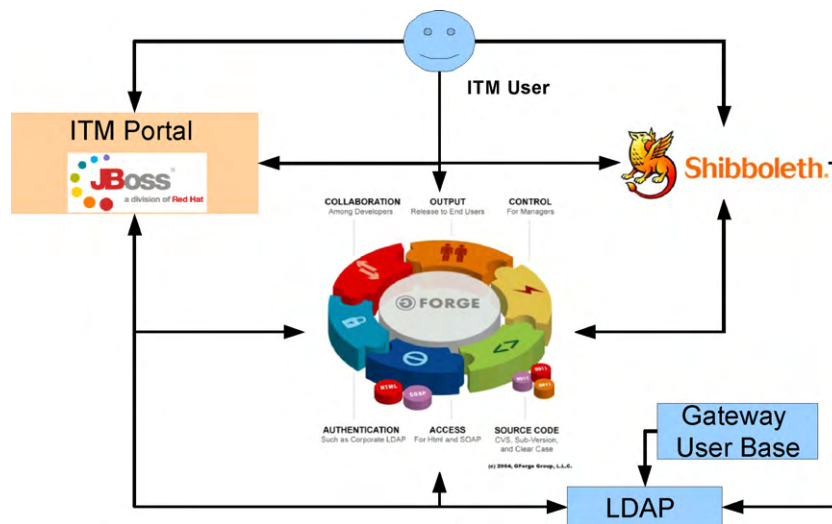 ITM User
ITM Portal
JBoss®
a division of Red Hat
Shibboleth.
COLLABORATION
Among Developers
OUTPUT
Release to End Users
CONTROL
For Managers
G FORGE
HTML
SOAP
AUTHENTICATION
Such as Corporate LDAP
ACCESS
For Html and SOAP
SOURCE CODE
CVS, Sub-Version,
and Clear Case
(c) 2004, GForge Group, L.L.C.
Gateway
User Base
LDAP